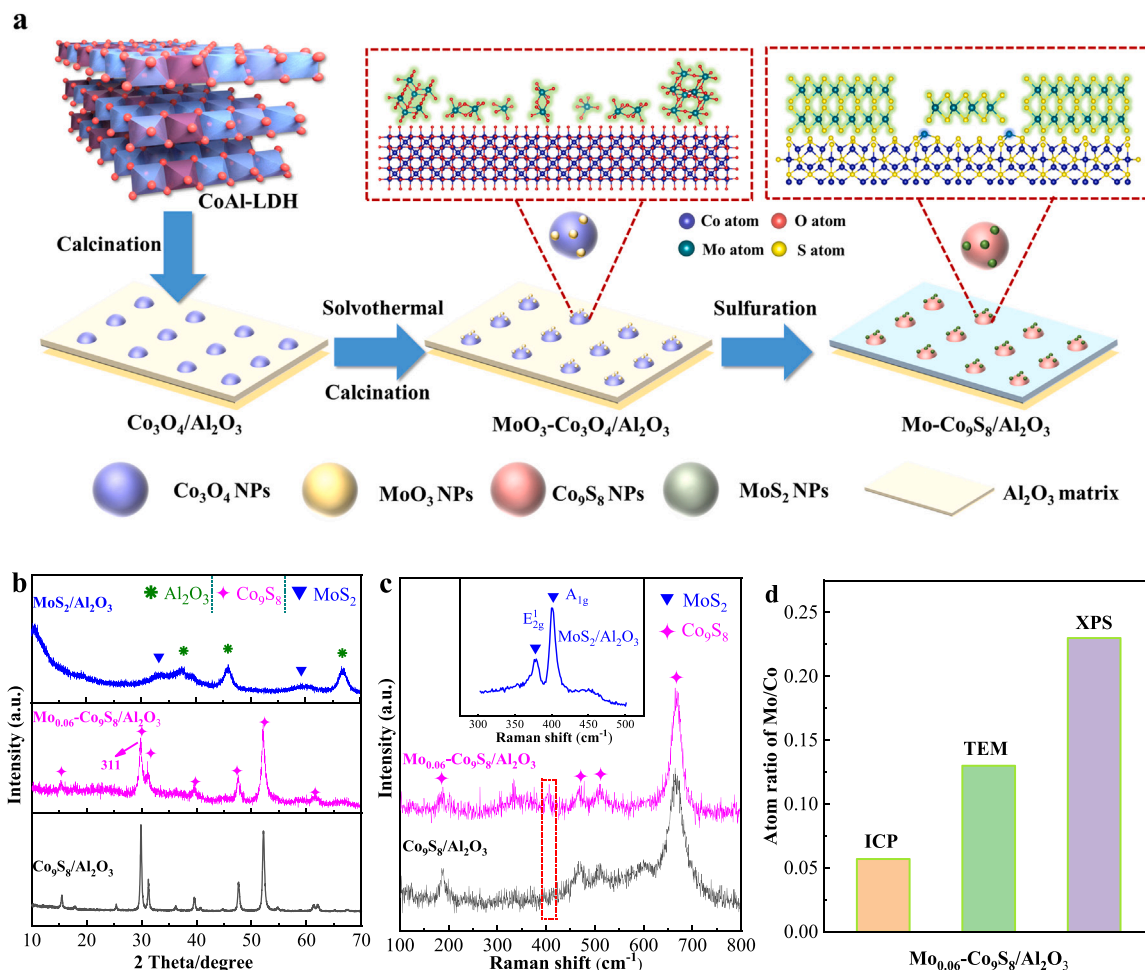 a
CoAl-LDH
Calcination
Co atom
O atom
Mo atom
S atom
Solvothermal
Calcination
Sulfuration
Co₃O₄/Al₂O₃
MoO₃-Co₃O₄/Al₂O₃
Mo-Co₉S₈/Al₂O₃
Co₃O₄ NPs
MoO₃ NPs
Co₉S₈ NPs
MoS₂ NPs
Al₂O₃ matrix
b
Al₂O₃
Co₉S₈
MoS₂
MoS₂/Al₂O₃
Mo₀.₀₆-Co₉S₈/Al₂O₃
311
Co₉S₈/Al₂O₃
Intensity (a.u.)
10 20 30 40 50 60 70
2 Theta/degree
c
MoS₂
Co₉S₈
A₁g
E¹₂g
MoS₂/Al₂O₃
300 350 400 450 500
Raman shift (cm⁻¹)
Mo₀.₀₆-Co₉S₈/Al₂O₃
Co₉S₈/Al₂O₃
Intensity (a.u.)
100 200 300 400 500 600 700 800
Raman shift (cm⁻¹)
d
Atom ratio of Mo/Co
0.25
0.20
0.15
0.10
0.05
0.00
ICP
TEM
XPS
Mo₀.₀₆-Co₉S₈/Al₂O₃